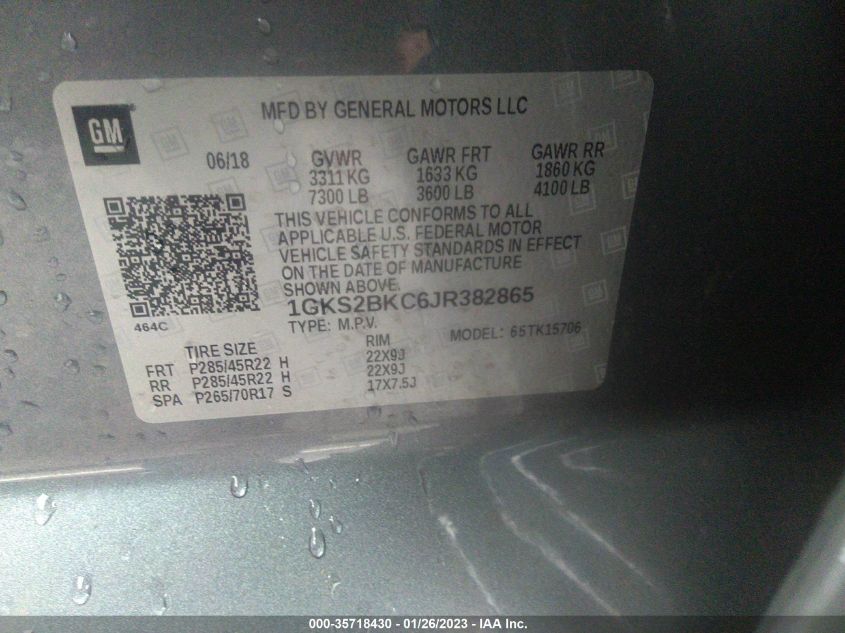 GM
MFD BY GENERAL MOTORS LLC
06/18 GVWR GAWR FRT GAWR RR
3311 KG 1633 KG 1860 KG
7300 LB 3600 LB 4100 LB
THIS VEHICLE CONFORMS TO ALL
APPLICABLE U.S. FEDERAL MOTOR
VEHICLE SAFETY STANDARDS IN EFFECT
ON THE DATE OF MANUFACTURE
SHOWN ABOVE.
1GKS2BKC6JR382865
464C
TYPE: M.P.V. MODEL: 65TK15706
TIRE SIZE RIM
FRT P285/45R22 H 22X9J
RR P285/45R22 H 22X9J
SPA P265/70R17 S 17X7.5J
000-35718430 - 01/26/2023 - IAA Inc.